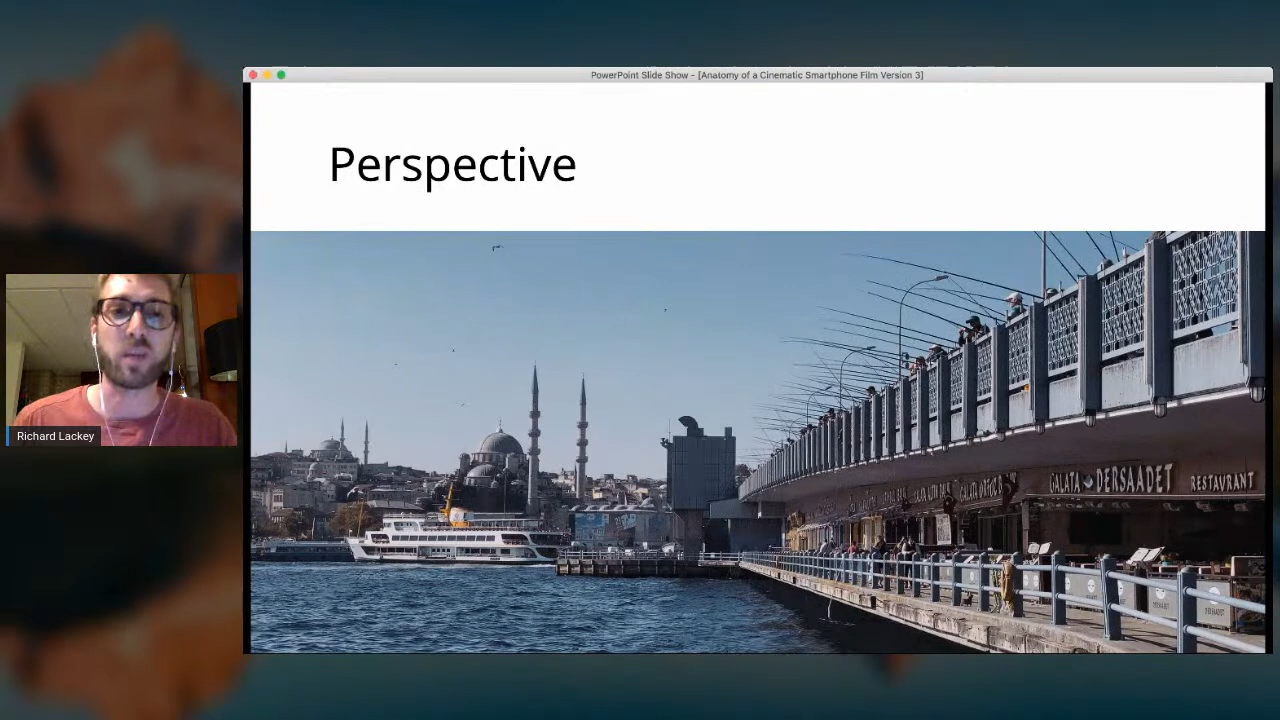 PowerPoint Slide Show - [Anatomy of a Cinematic Smartphone Film Version 3]
Perspective
Richard Lackey
GALATA DERSAADET RESTAURANT